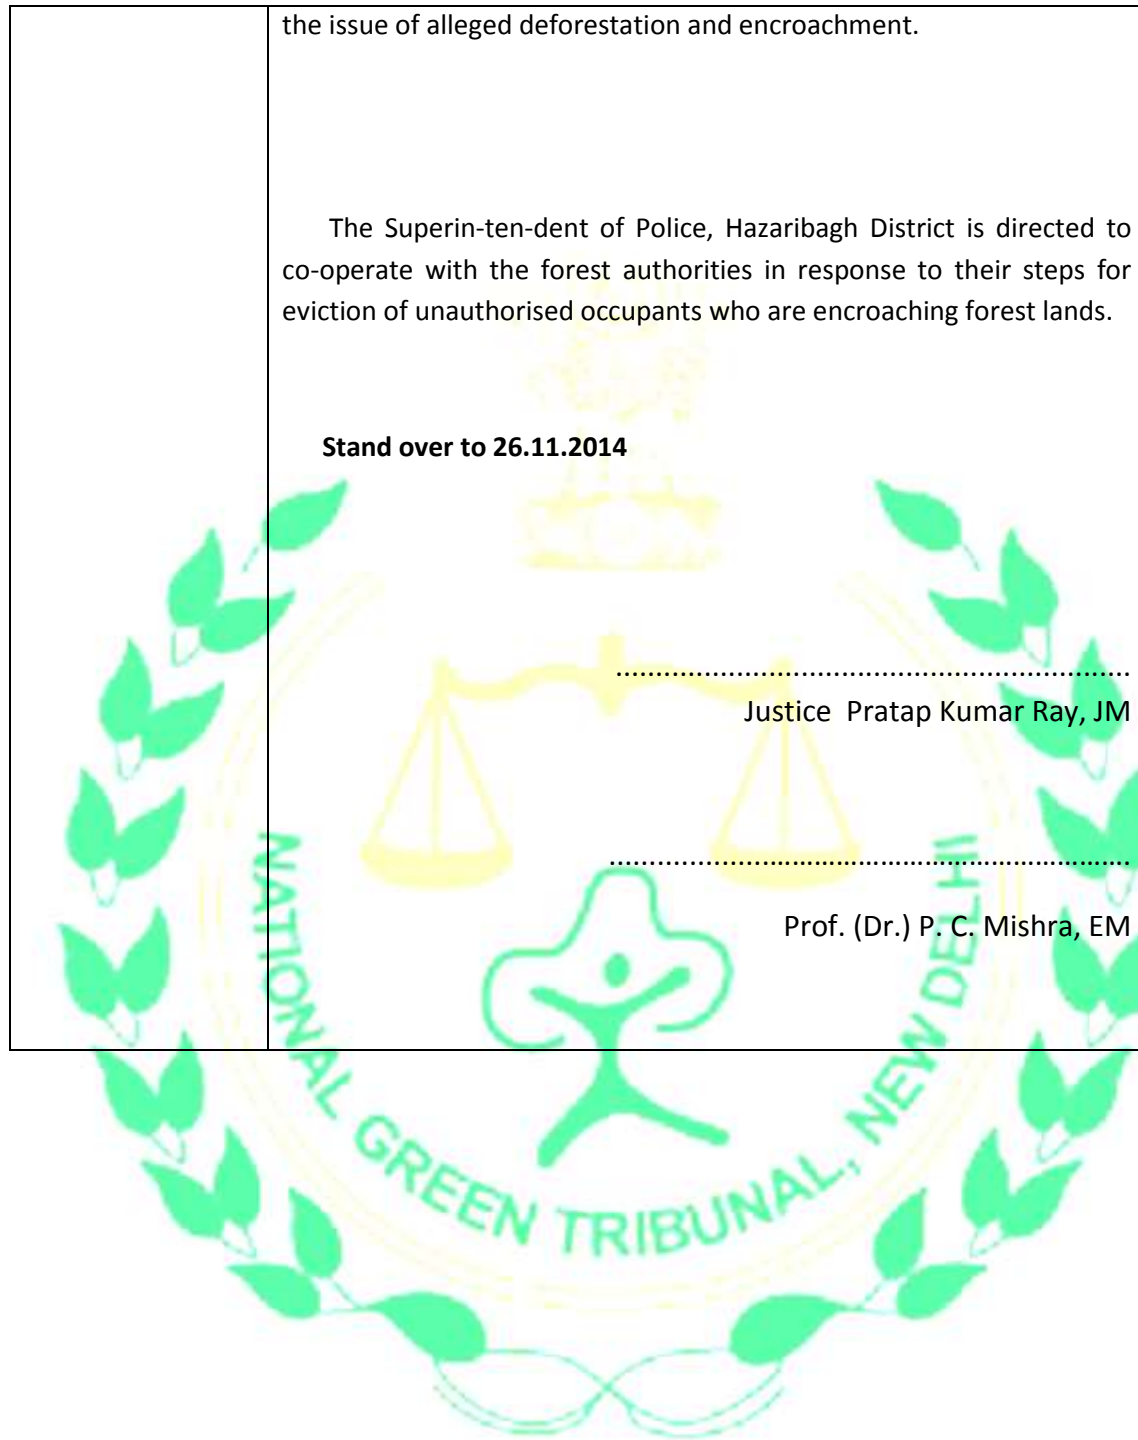 the issue of alleged deforestation and encroachment.
The Superin-ten-dent of Police, Hazaribagh District is directed to
co-operate with the forest authorities in response to their steps for
eviction of unauthorised occupants who are encroaching forest lands.
Stand over to 26.11.2014
................................................................
Justice Pratap Kumar Ray, JM
................................................................
Prof. (Dr.) P. C. Mishra, EM
NATIONAL GREEN TRIBUNAL, NEW DELHI